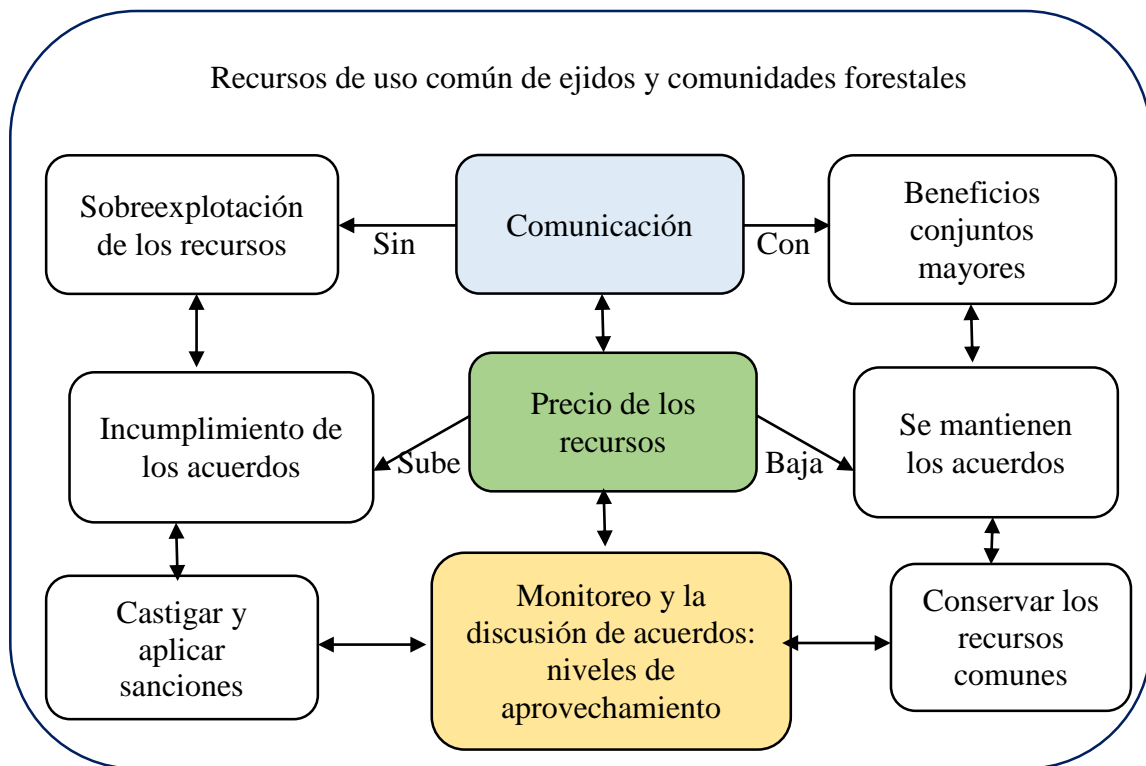 Recursos de uso común de ejidos y comunidades forestales
Sobreexplotación
de los recursos
Sin
Comunicación
Con
Beneficios
conjuntos
mayores
Incumplimiento de
los acuerdos
Sube
Precio de los
recursos
Baja
Se mantienen
los acuerdos
Castigar y
aplicar
sanciones
Monitoreo y la
discusión de acuerdos:
niveles de
aprovechamiento
Conservar los
recursos
comunes